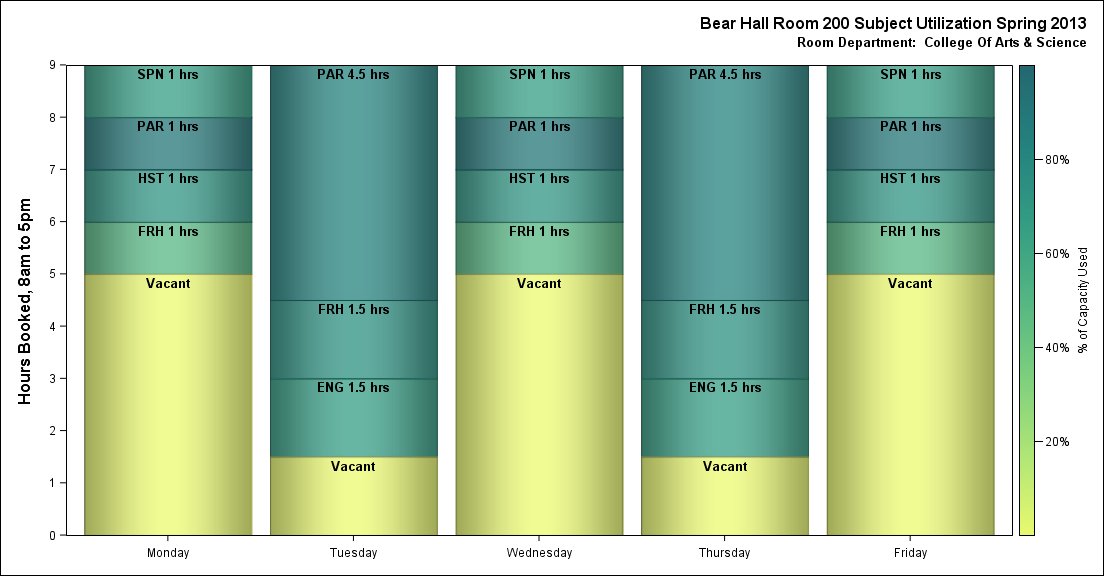 Bear Hall Room 200 Subject Utilization Spring 2013
Room Department:  College Of Arts & Science
Hours Booked, 8am to 5pm
9
8
7
6
5
4
3
2
1
0
SPN 1 hrs
PAR 1 hrs
HST 1 hrs
FRH 1 hrs
Vacant
PAR 4.5 hrs
FRH 1.5 hrs
ENG 1.5 hrs
Vacant
SPN 1 hrs
PAR 1 hrs
HST 1 hrs
FRH 1 hrs
Vacant
PAR 4.5 hrs
FRH 1.5 hrs
ENG 1.5 hrs
Vacant
SPN 1 hrs
PAR 1 hrs
HST 1 hrs
FRH 1 hrs
Vacant
Monday
Tuesday
Wednesday
Thursday
Friday
80%
60%
40%
20%
% of Capacity Used